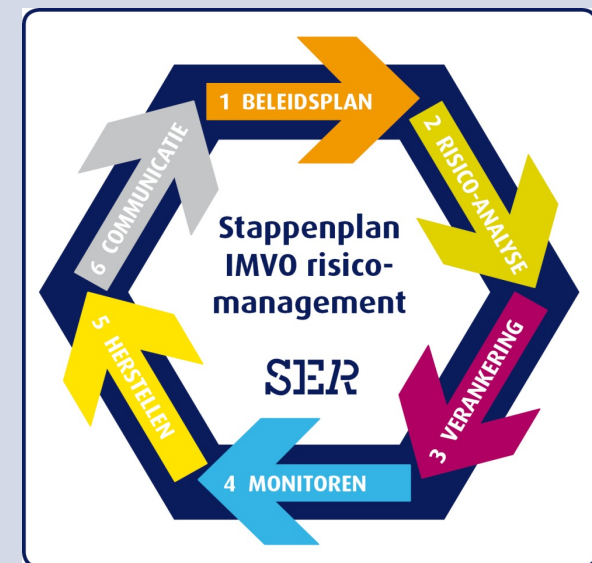 1 BELEIDSPLAN
2 RISICO-ANALYSE
3 VERANKERING
4 MONITOREN
5 HERSTELLEN
6 COMMUNICATIE
Stappenplan
IMVO risico-
management
SER